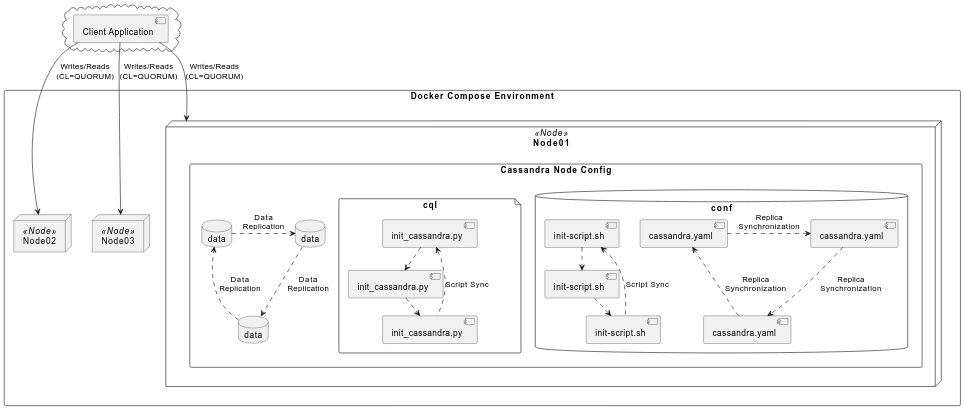 Client Application
Writes/Reads
(CL=QUORUM)
Writes/Reads
(CL=QUORUM)
Writes/Reads
(CL=QUORUM)
Docker Compose Environment
«Node»
Node01
Cassandra Node Config
cql
conf
«Node»
Node02
«Node»
Node03
data
Data
Replication
data
Data
Replication
Data
Replication
data
init_cassandra.py
init_cassandra.py
Script Sync
init_cassandra.py
init-script.sh
init-script.sh
Script Sync
init-script.sh
cassandra.yaml
Replica
Synchronization
cassandra.yaml
Replica
Synchronization
Replica
Synchronization
cassandra.yaml